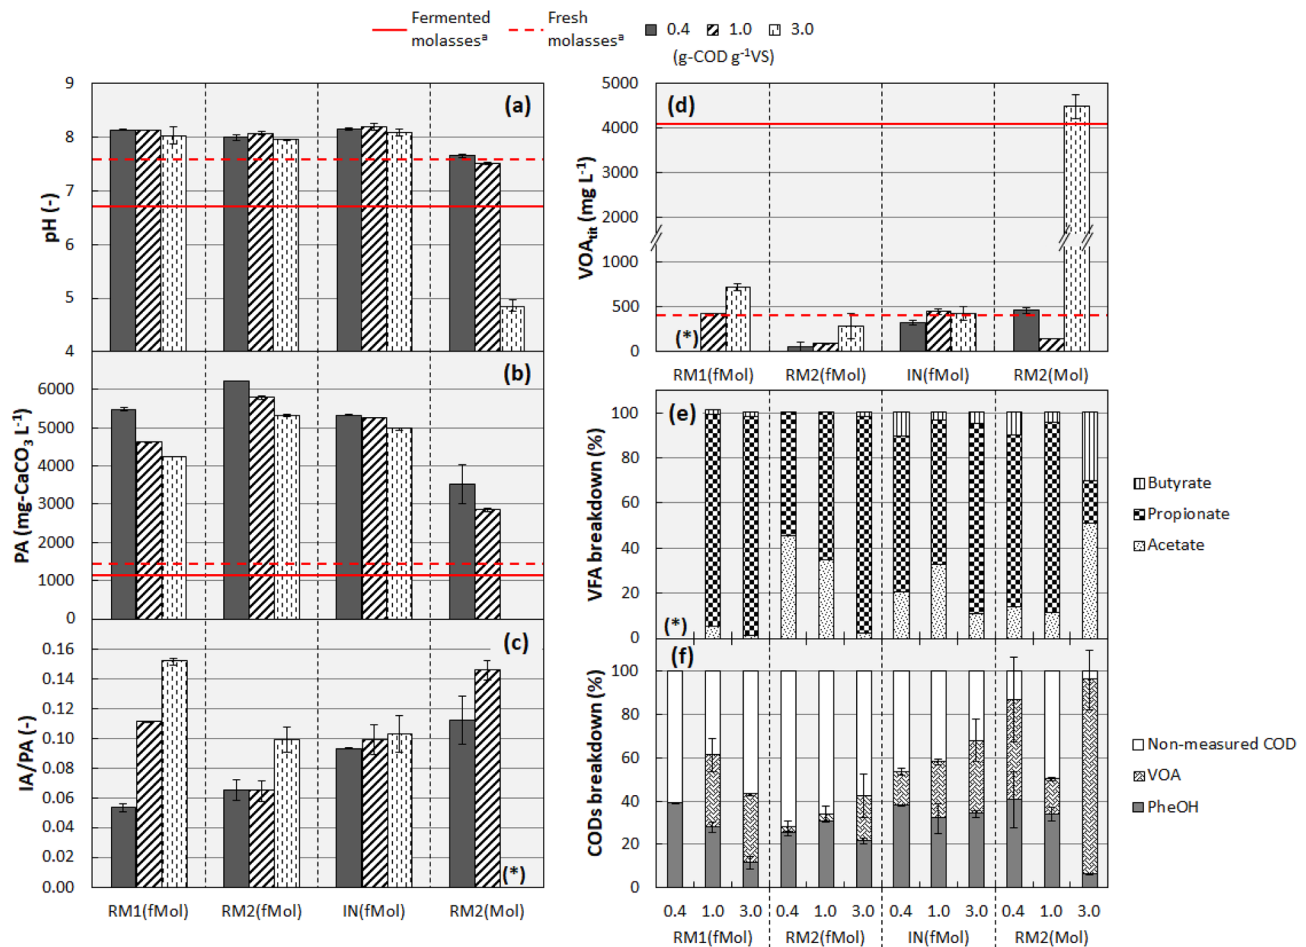 Fermented molassesª
Fresh molassesª
0.4 1.0 3.0
(g-COD g⁻¹VS)
(a)
pH (-)
9
8
7
6
5
4
(b)
PA (mg-CaCO₃ L⁻¹)
6000
5000
4000
3000
2000
1000
0
(c)
IA/PA (-)
0.16
0.14
0.12
0.10
0.08
0.06
0.04
0.02
0.00
(*)
RM1(fMol) RM2(fMol) IN(fMol) RM2(Mol)
(d)
VOAtit (mg L⁻¹)
5000
4000
3000
2000
1000
500
0
(*)
RM1(fMol) RM2(fMol) IN(fMol) RM2(Mol)
(e)
VFA breakdown (%)
100
80
60
40
20
0
(*)
Butyrate
Propionate
Acetate
(f)
CODs breakdown (%)
100
80
60
40
20
0
Non-measured COD
VOA
PheOH
0.4 1.0 3.0 0.4 1.0 3.0 0.4 1.0 3.0 0.4 1.0 3.0
RM1(fMol) RM2(fMol) IN(fMol) RM2(Mol)